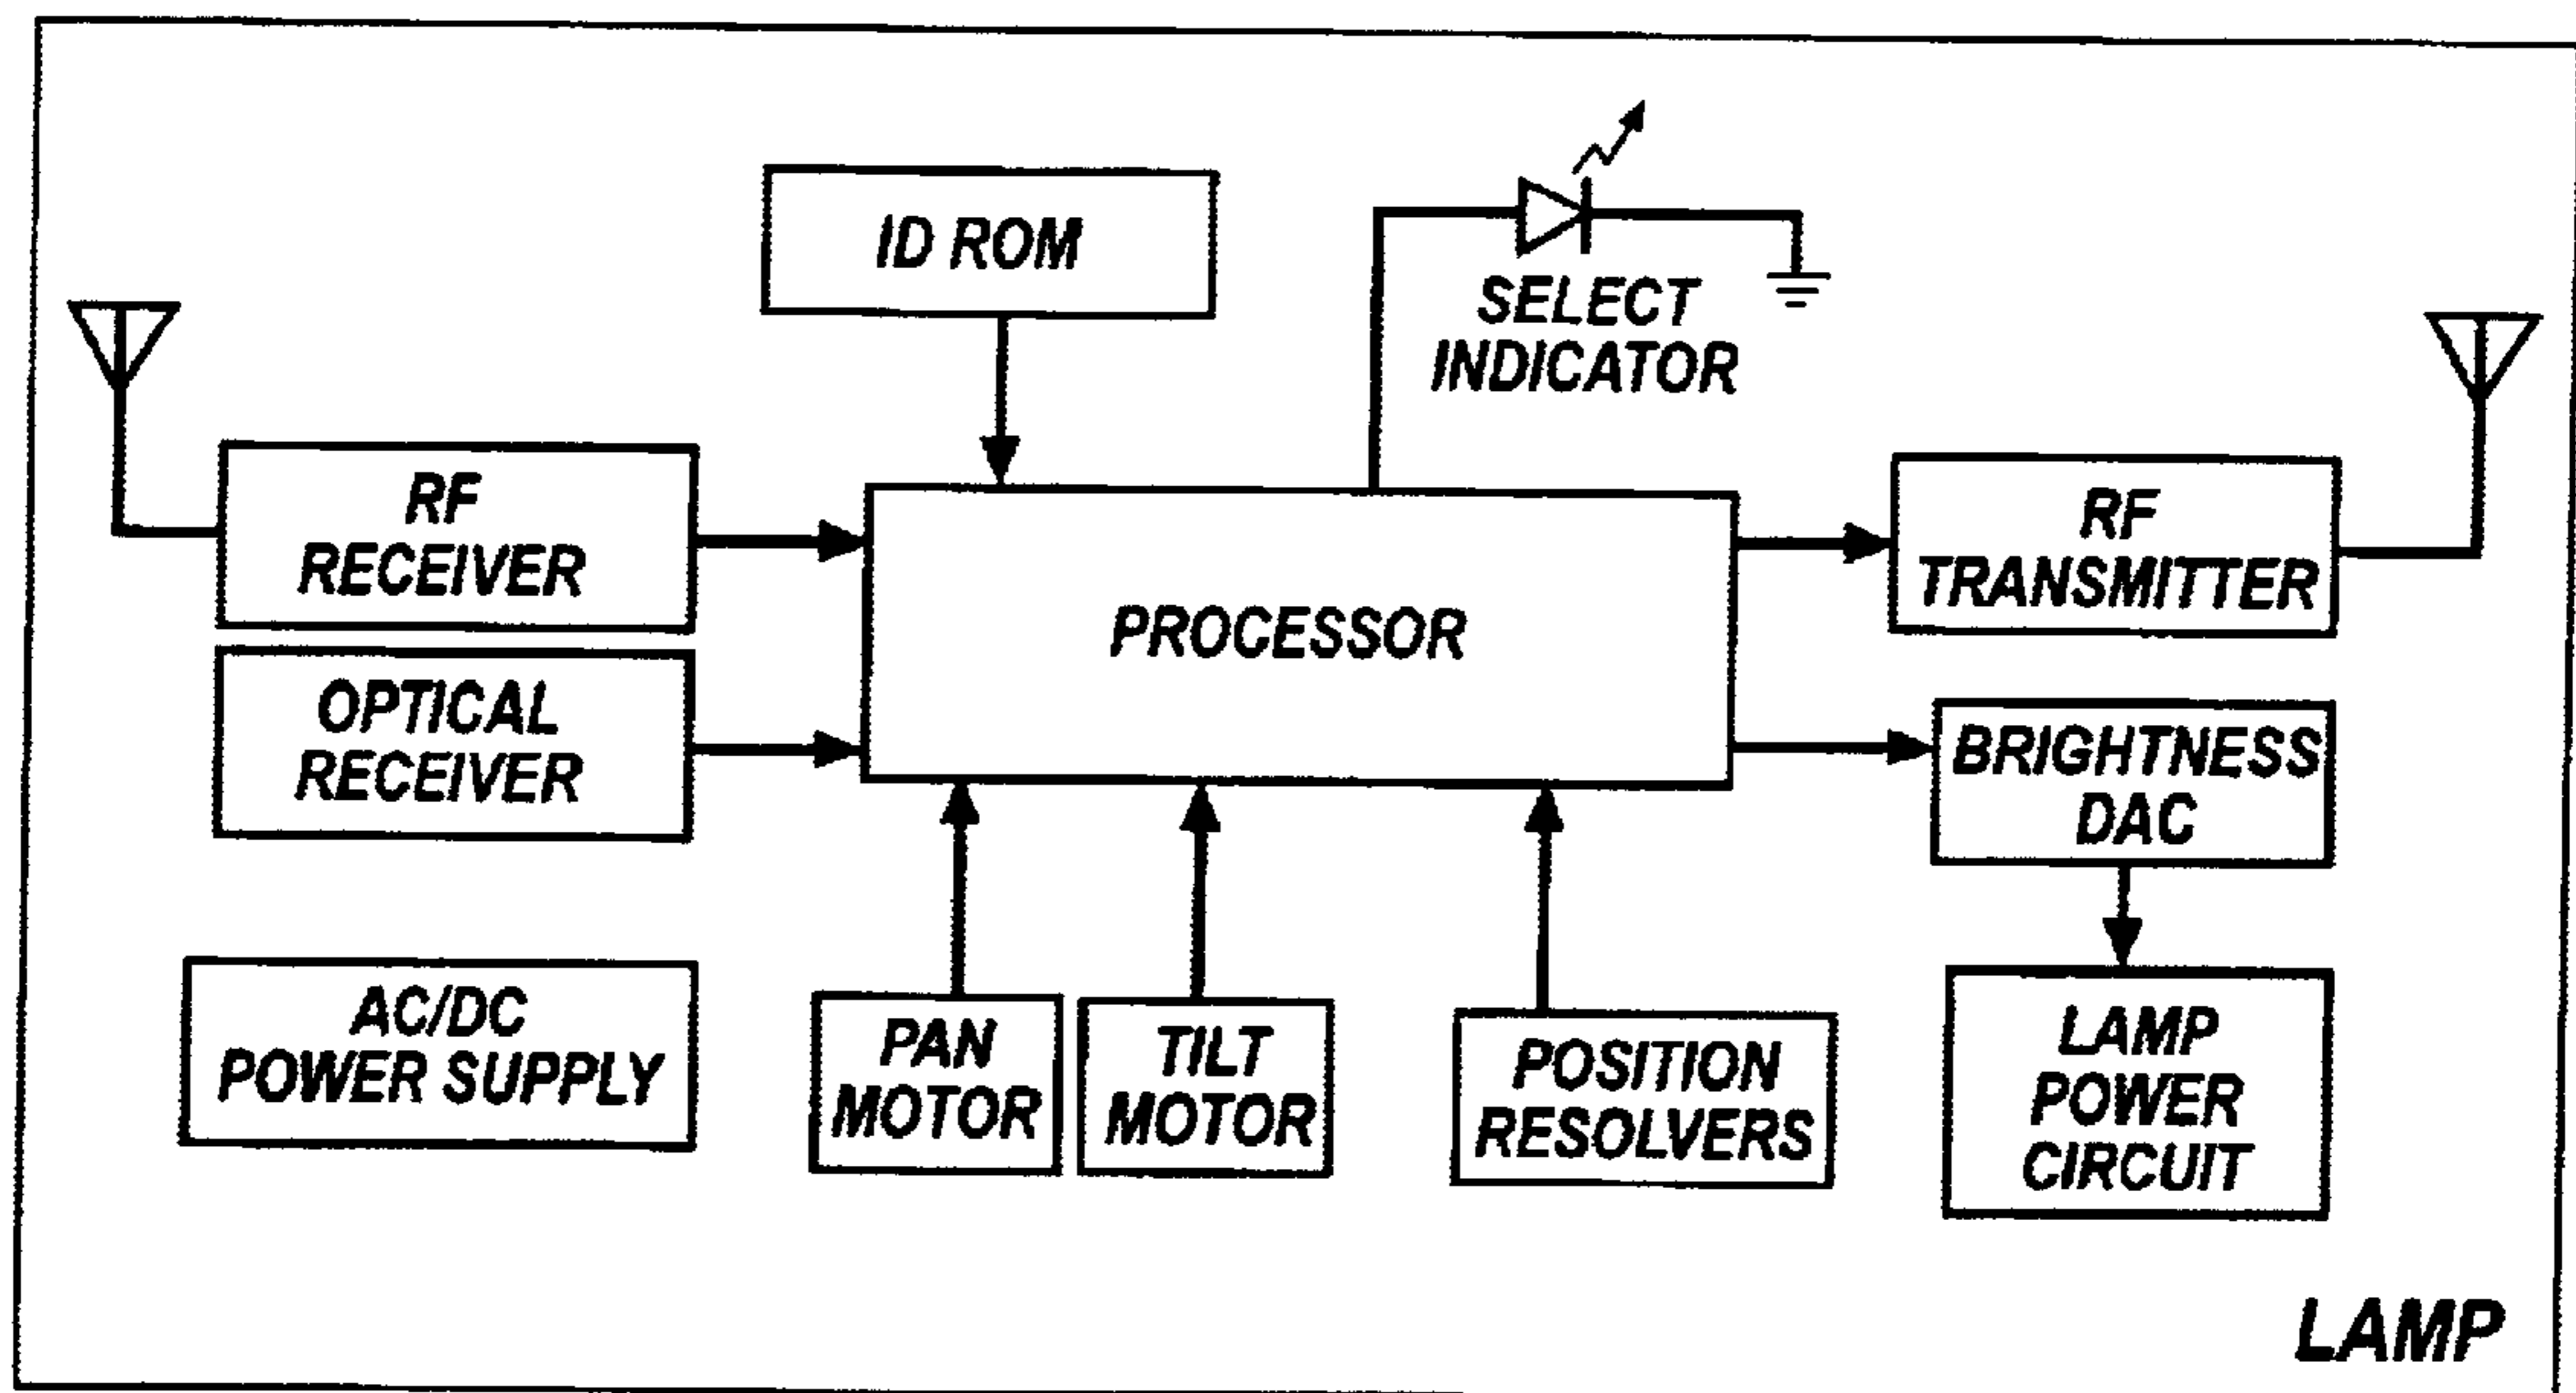 ID ROM
SELECT
INDICATOR
RF
RECEIVER
RF
TRANSMITTER
PROCESSOR
OPTICAL
RECEIVER
BRIGHTNESS
DAC
AC/DC
POWER SUPPLY
PAN
MOTOR
TILT
MOTOR
POSITION
RESOLVERS
LAMP
POWER
CIRCUIT
LAMP